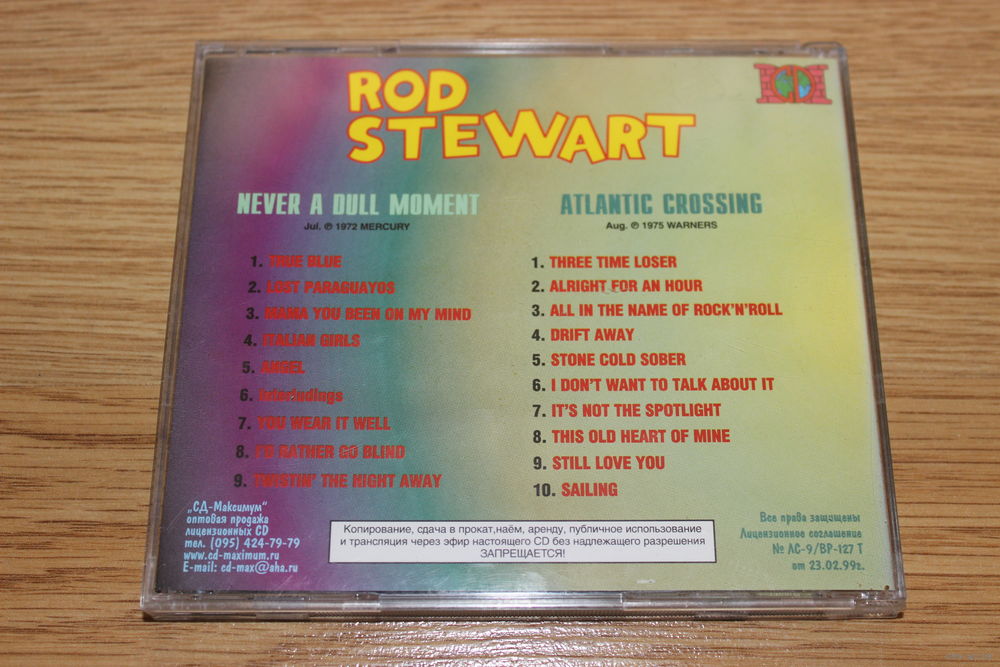 ROD
STEWART
NEVER A DULL MOMENT
Jul. ℗ 1972 MERCURY
1. TRUE BLUE
2. LOST PARAGUAYOS
3. MAMA YOU BEEN ON MY MIND
4. ITALIAN GIRLS
5. ANGEL
6. Interludings
7. YOU WEAR IT WELL
8. I'D RATHER GO BLIND
9. TWISTIN' THE NIGHT AWAY
ATLANTIC CROSSING
Aug. ℗ 1975 WARNERS
1. THREE TIME LOSER
2. ALRIGHT FOR AN HOUR
3. ALL IN THE NAME OF ROCK'N'ROLL
4. DRIFT AWAY
5. STONE COLD SOBER
6. I DON'T WANT TO TALK ABOUT IT
7. IT'S NOT THE SPOTLIGHT
8. THIS OLD HEART OF MINE
9. STILL LOVE YOU
10. SAILING
„СД-Максимум“
оптовая продажа
лицензионных CD
тел. (095) 424-79-79
www.cd-maximum.ru
E-mail: cd-max@aha.ru
Копирование, сдача в прокат,наём, аренду, публичное использование
и трансляция через эфир настоящего CD без надлежащего разрешения
ЗАПРЕЩАЕТСЯ!
Все права защищены
Лицензионное соглашение
№ ЛС-9/ВР-127 Т
от 23.02.99г.